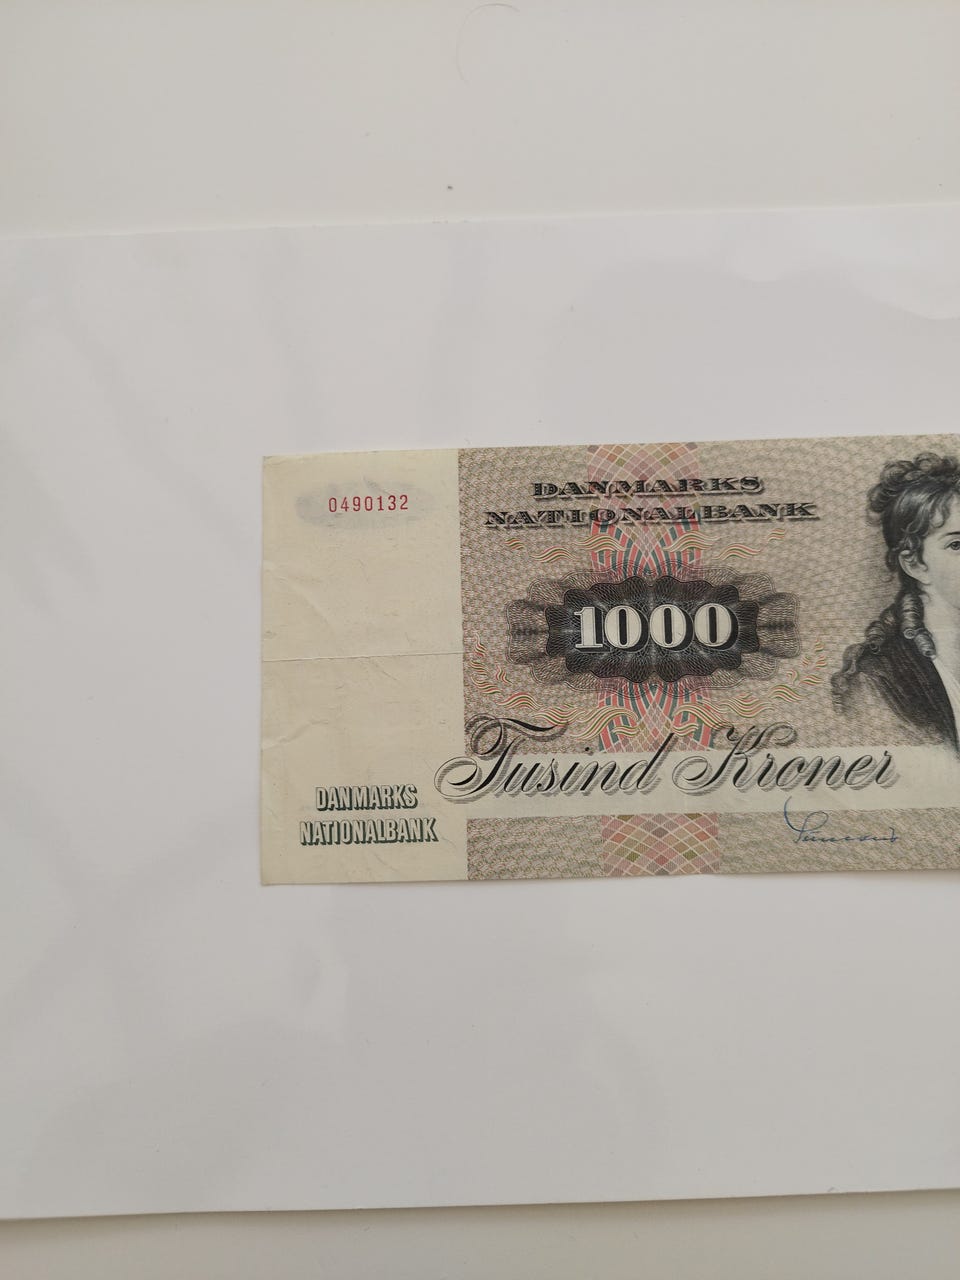 0490132
DANMARKS
NATIONALBANK
1000
Tusind Kroner
DANMARKS
NATIONALBANK